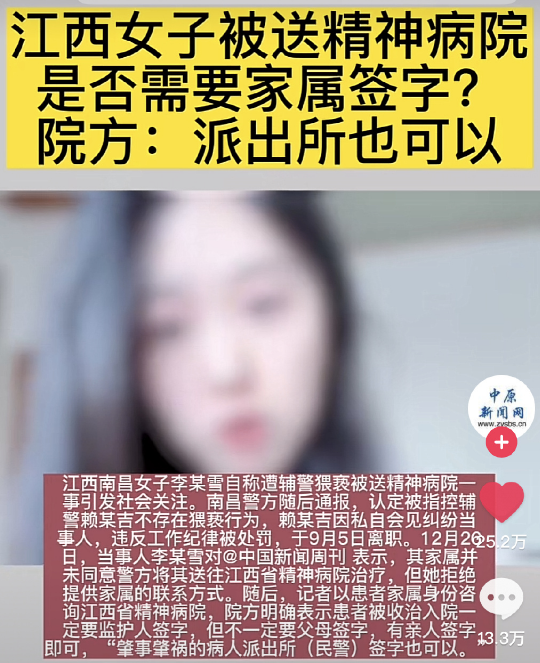 江西女子被送精神病院
是否需要家属签字？
院方：派出所也可以
中原
新闻网
www.zysbs.cn
江西南昌女子李某雪自称遭辅警猥亵被送精神病院一
事引发社会关注。南昌警方随后通报，认定被指控辅
警赖某吉不存在猥亵行为，赖某吉因私自会见纠纷当
事人，违反工作纪律被处罚，于9月5日离职。12月26
日，当事人李某雪对@中国新闻周刊 表示，其家属并
未同意警方将其送往江西省精神病院治疗，但她拒绝
提供家属的联系方式。随后，记者以患者家属身份咨
询江西省精神病院，院方明确表示患者被收治入院一
定要监护人签字，但不一定要父母签字，有亲人签字
即可，“肇事肇祸的病人派出所（民警）签字也可以。”
25.2万
13.3万